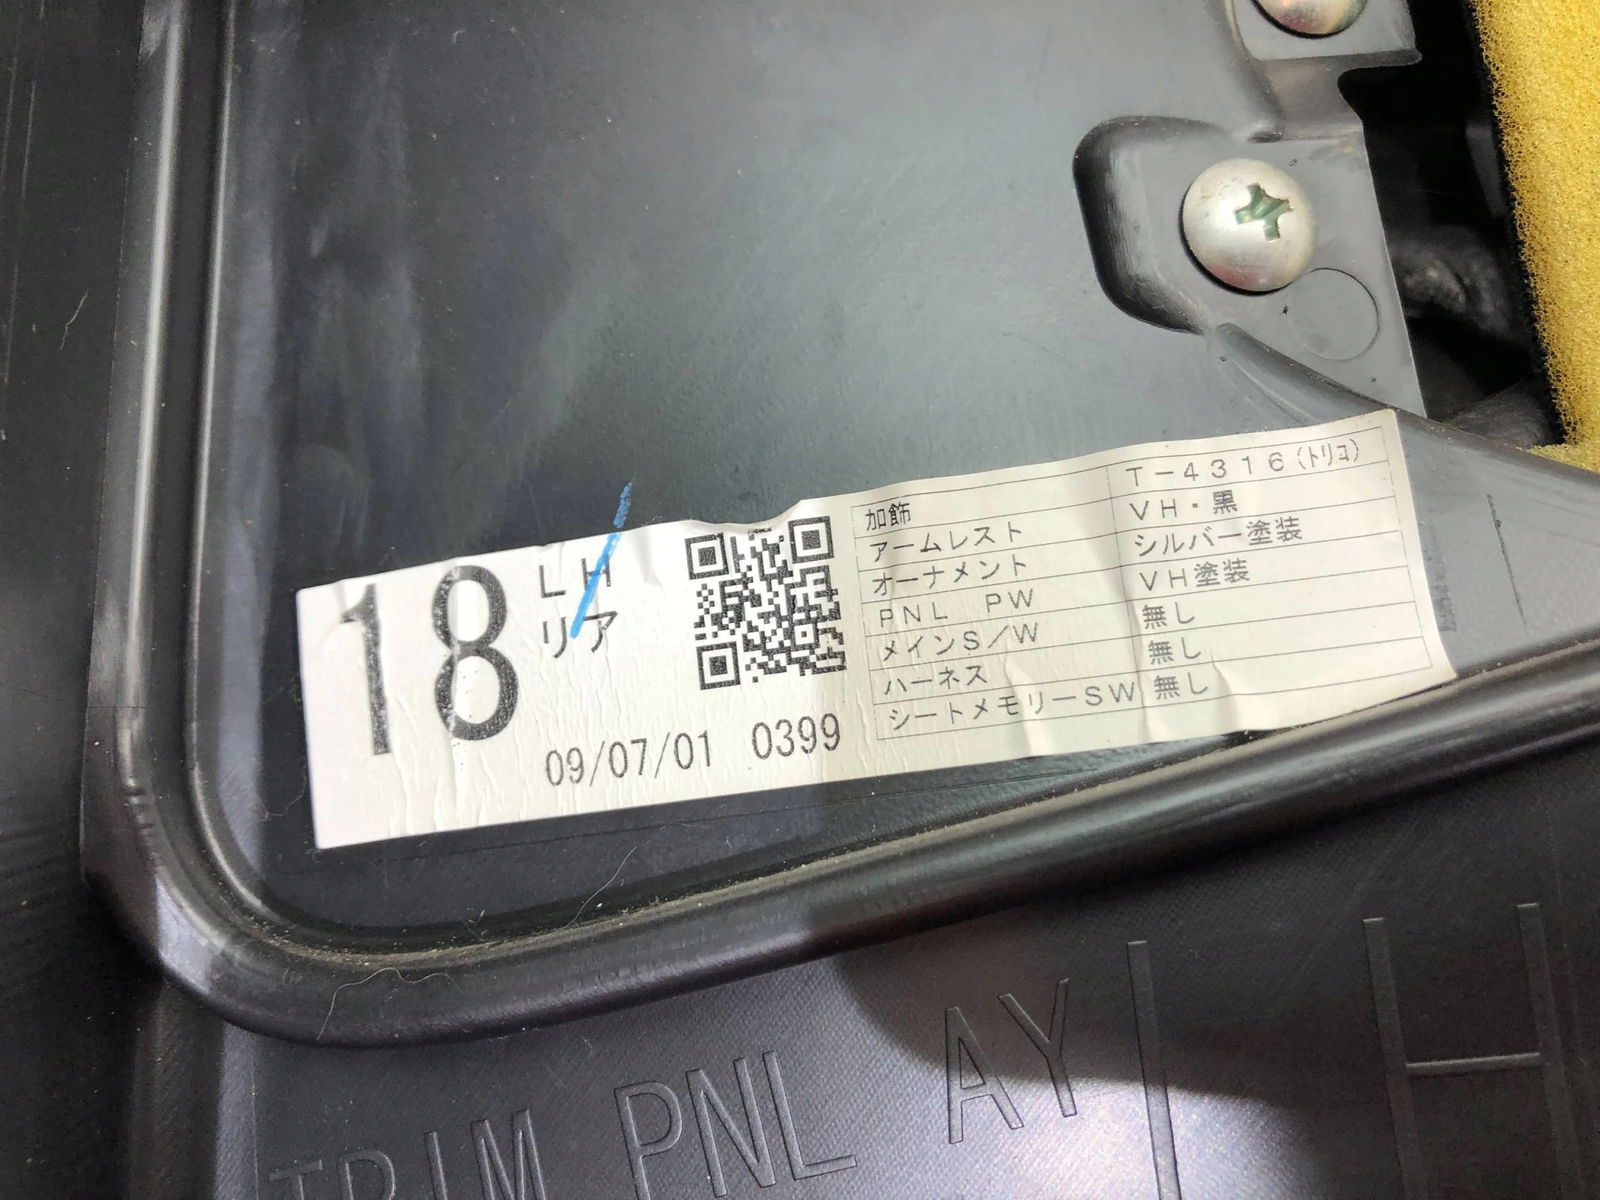 18
LH
リア
09/07/01 0399
加飾 T-4316(トリコ)
アームレスト VH・黒
オーナメント シルバー塗装
PNL PW VH塗装
メインS/W 無し
ハーネス 無し
シートメモリーSW 無し
TRIM PNL AY LH